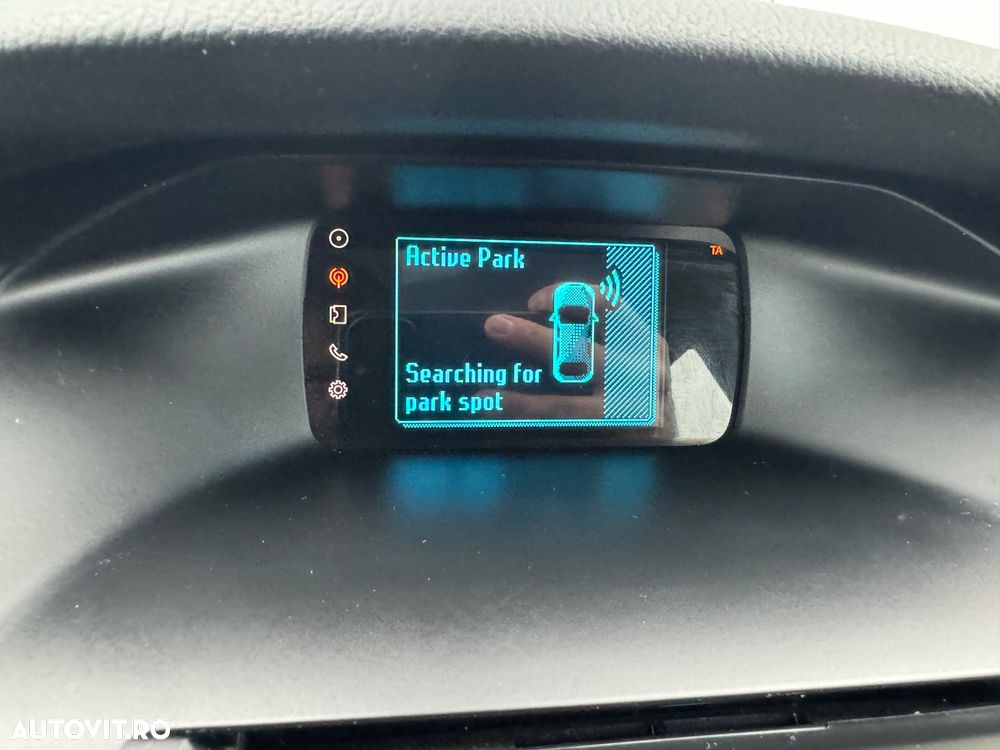 TA
Active Park
Searching for
park spot
AUTOVIT.RO